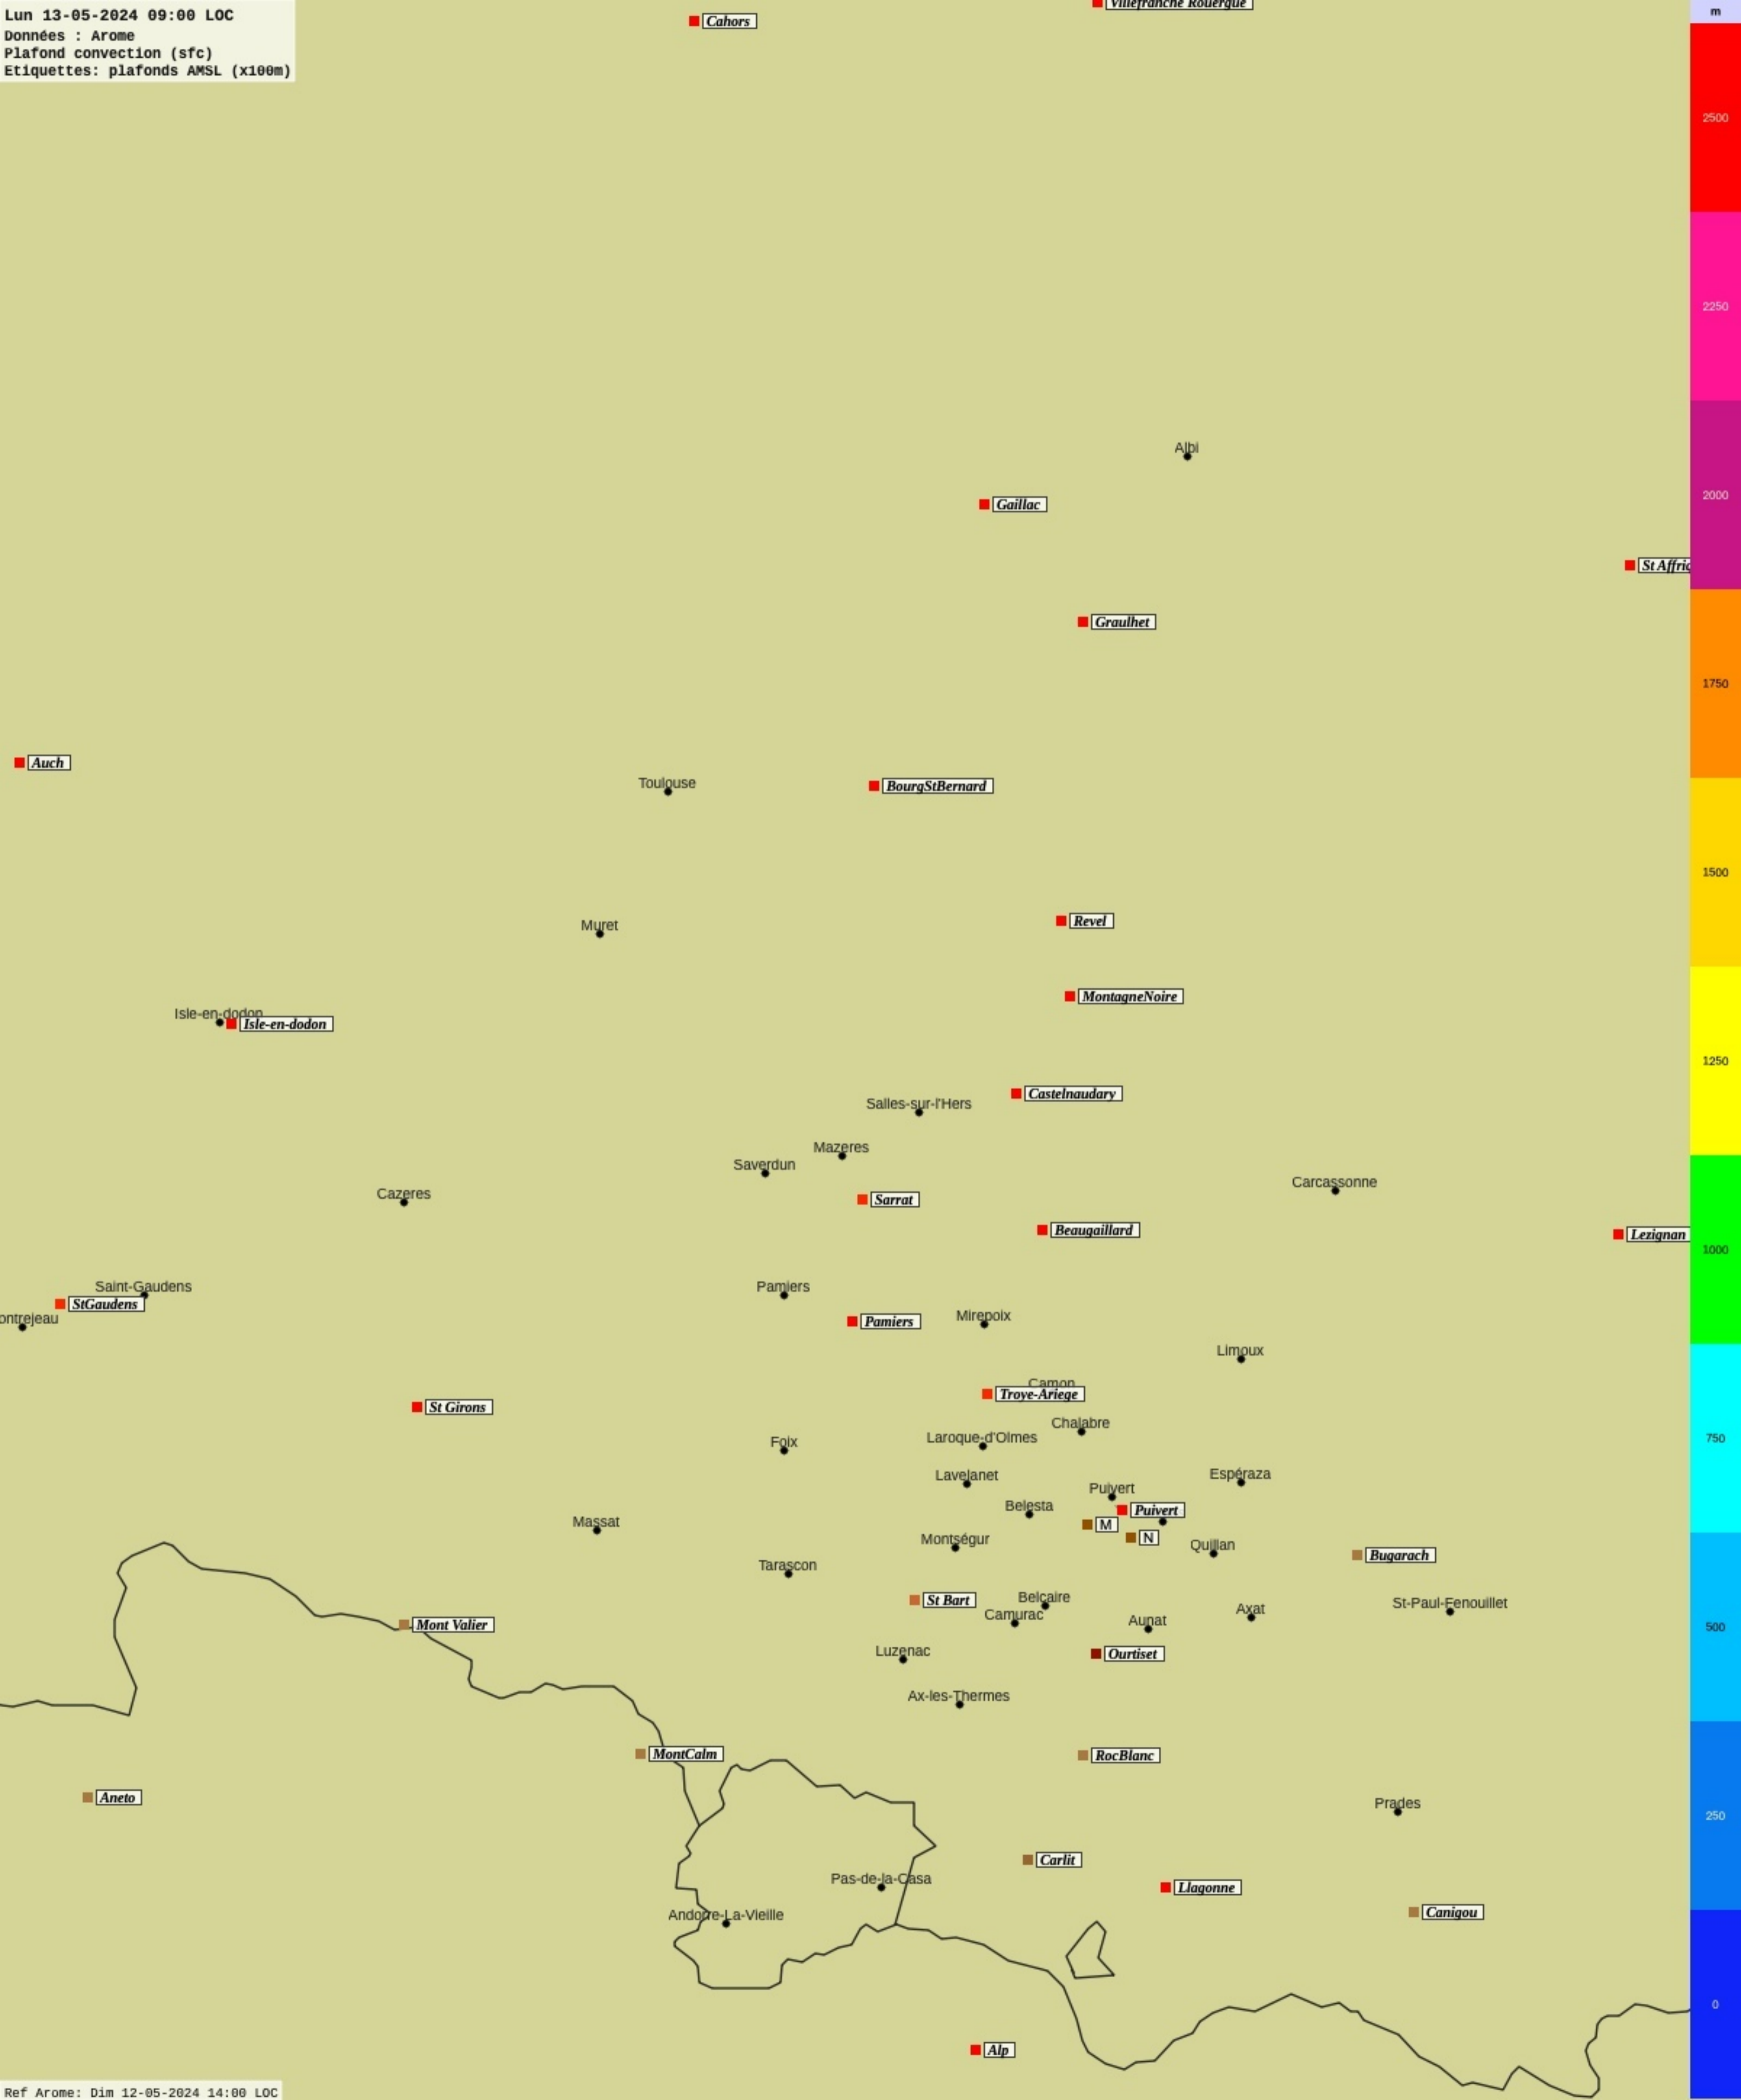 Lun 13-05-2024 09:00 LOC
Données : Arome
Plafond convection (sfc)
Etiquettes: plafonds AMSL (x100m)
Villefranche Rouergue
Cahors
m
2500
2250
Albi
2000
Gaillac
St Affric
Graulhet
1750
Auch
Toulouse
BourgStBernard
1500
Muret
Revel
MontagneNoire
Isle-en-dodon
Isle-en-dodon
1250
Castelnaudary
Salles-sur-l'Hers
Mazeres
Saverdun
Cazeres
Carcassonne
Sarrat
Beaugaillard
Lezignan
1000
Saint-Gaudens
StGaudens
ontrejeau
Pamiers
Pamiers
Mirepoix
Limoux
Camon
Troye-Ariege
St Girons
Chalabre
Laroque-d'Olmes
Foix
750
Lavelanet
Espéraza
Puivert
Belesta
Puivert
M
N
Massat
Montségur
Quillan
Bugarach
Tarascon
St Bart
Belcaire
Camurac
Aunat
Axat
St-Paul-Fenouillet
Mont Valier
500
Luzenac
Ourtiset
Ax-les-Thermes
MontCalm
RocBlanc
Aneto
Prades
250
Carlit
Pas-de-la-Casa
Llagonne
Andorre-La-Vieille
Canigou
0
Alp
Ref Arome: Dim 12-05-2024 14:00 LOC